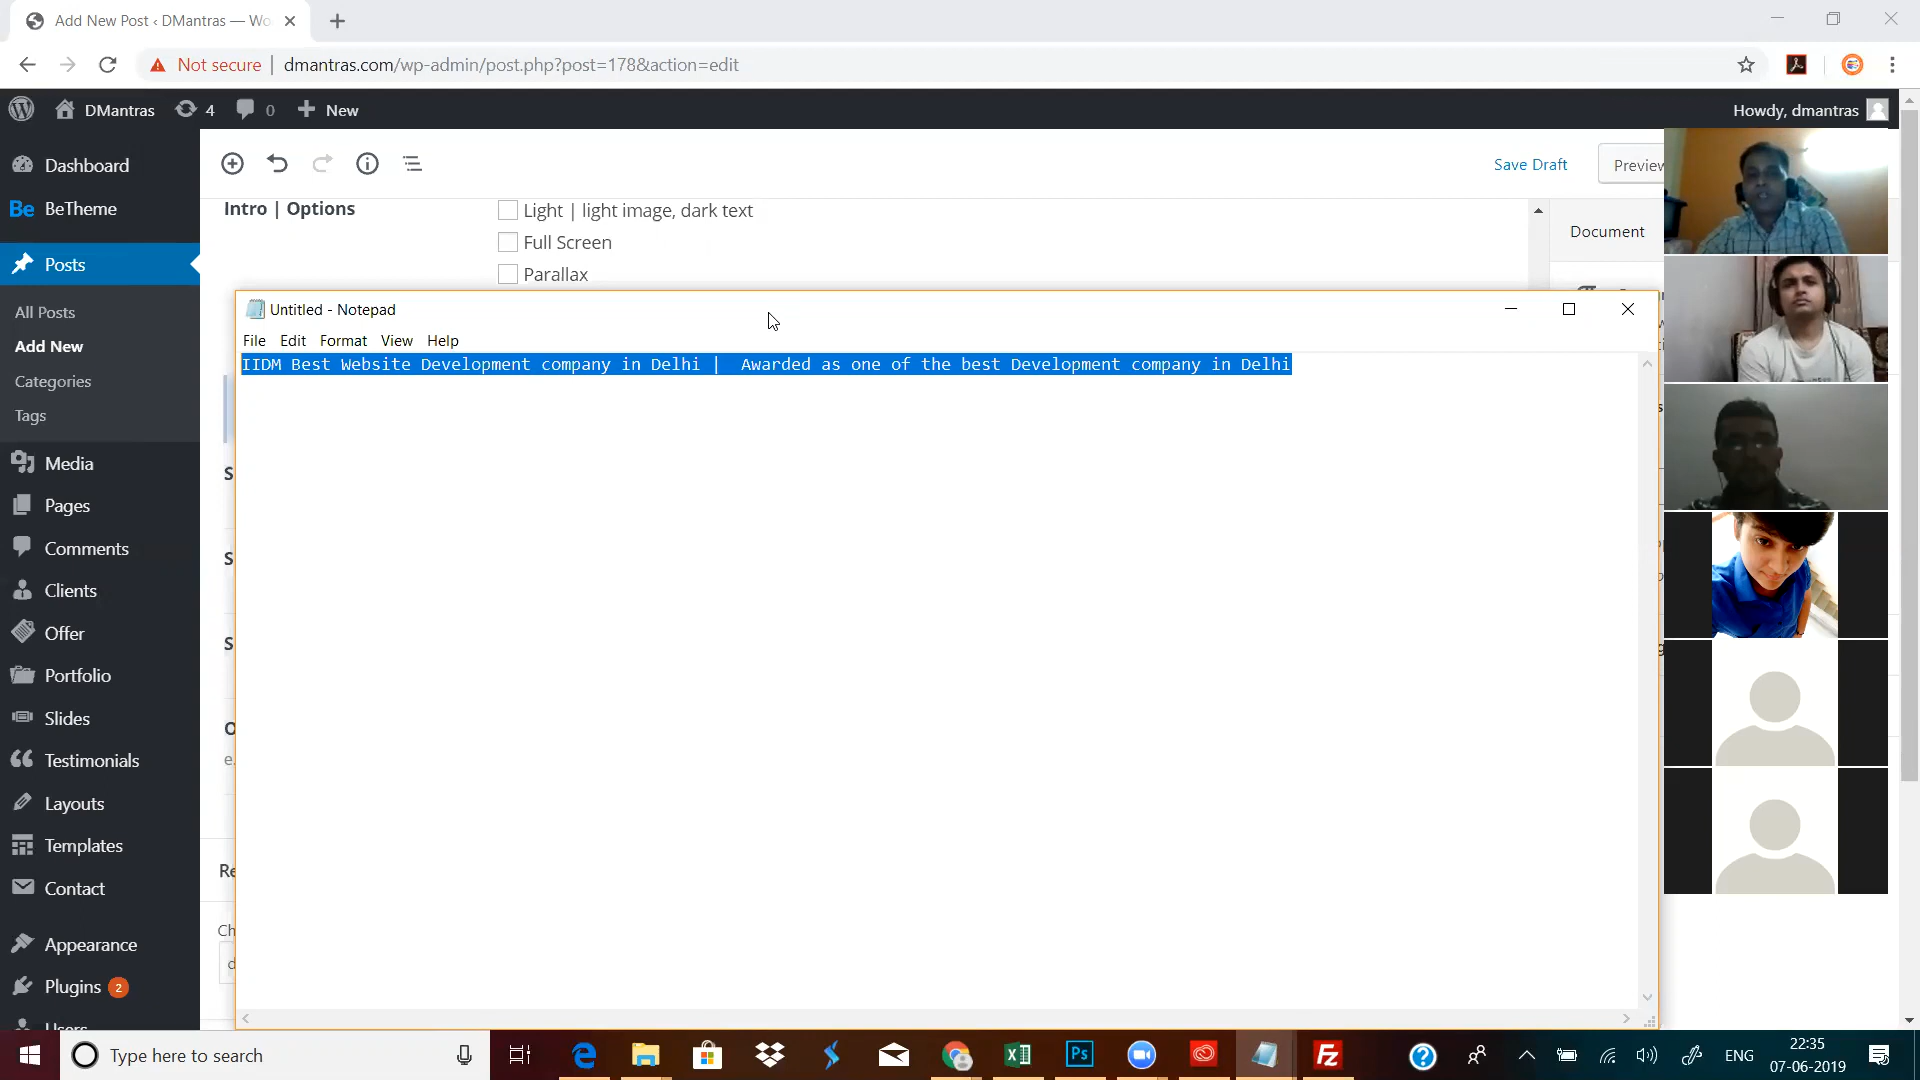 Add New Post ‹ DMantras — Wo
Not secure | dmantras.com/wp-admin/post.php?post=178&action=edit
DMantras 4 0 New Howdy, dmantras
Dashboard
BeTheme
Posts
All Posts
Add New
Categories
Tags
Media
Pages
Comments
Clients
Offer
Portfolio
Slides
Testimonials
Layouts
Templates
Contact
Appearance
Plugins 2
Users
Save Draft Preview
Intro | Options
Light | light image, dark text
Full Screen
Parallax
Document
Untitled - Notepad
File Edit Format View Help
IIDM Best Website Development company in Delhi |  Awarded as one of the best Development company in Delhi
Type here to search
Ps
Fz
ENG
22:35
07-06-2019